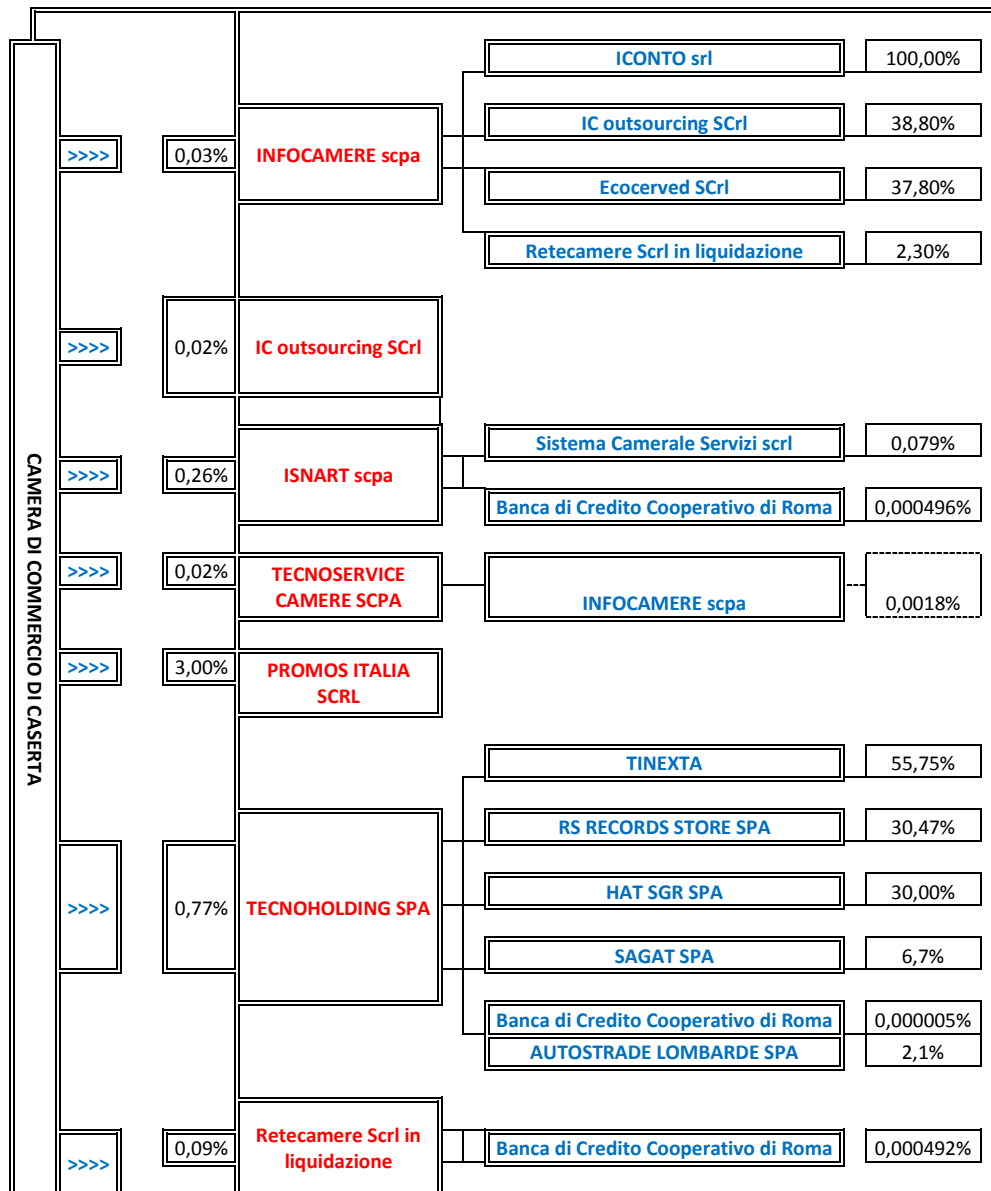 CAMERA DI COMMERCIO DI CASERTA
ICONTO srl 100,00%
IC outsourcing SCrl 38,80%
>>>> 0,03% INFOCAMERE scpa
Ecocerved SCrl 37,80%
Retecamere Scrl in liquidazione 2,30%
>>>> 0,02% IC outsourcing SCrl
Sistema Camerale Servizi scrl 0,079%
>>>> 0,26% ISNART scpa
Banca di Credito Cooperativo di Roma 0,000496%
>>>> 0,02% TECNOSERVICE
CAMERE SCPA
INFOCAMERE scpa 0,0018%
>>>> 3,00% PROMOS ITALIA
SCRL
TINEXTA 55,75%
RS RECORDS STORE SPA 30,47%
>>>> 0,77% TECNOHOLDING SPA
HAT SGR SPA 30,00%
SAGAT SPA 6,7%
Banca di Credito Cooperativo di Roma 0,000005%
AUTOSTRADE LOMBARDE SPA 2,1%
>>>> 0,09% Retecamere Scrl in
liquidazione
Banca di Credito Cooperativo di Roma 0,000492%